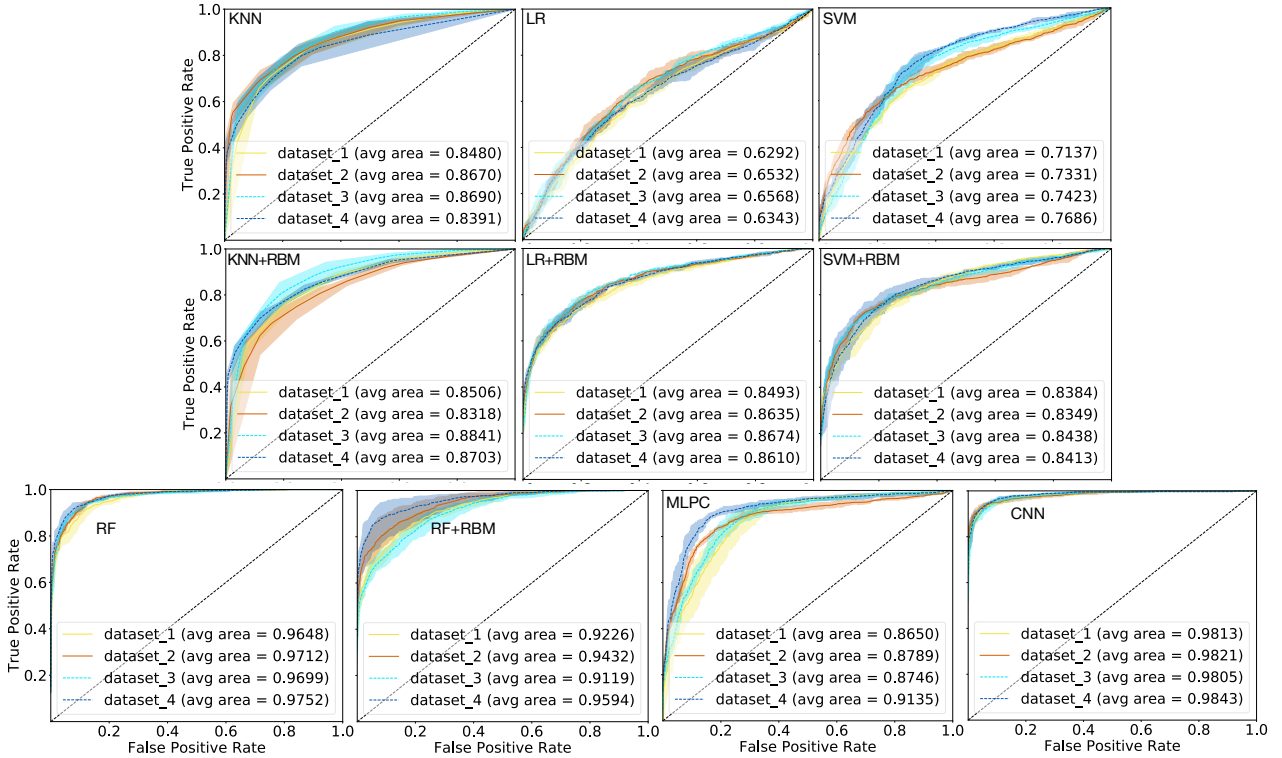 KNN
LR
SVM
1.0
0.8
0.6
0.4
0.2
True Positive Rate
dataset_1 (avg area = 0.8480)
dataset_2 (avg area = 0.8670)
dataset_3 (avg area = 0.8690)
dataset_4 (avg area = 0.8391)
dataset_1 (avg area = 0.6292)
dataset_2 (avg area = 0.6532)
dataset_3 (avg area = 0.6568)
dataset_4 (avg area = 0.6343)
dataset_1 (avg area = 0.7137)
dataset_2 (avg area = 0.7331)
dataset_3 (avg area = 0.7423)
dataset_4 (avg area = 0.7686)
KNN+RBM
LR+RBM
SVM+RBM
1.0
0.8
0.6
0.4
0.2
True Positive Rate
dataset_1 (avg area = 0.8506)
dataset_2 (avg area = 0.8318)
dataset_3 (avg area = 0.8841)
dataset_4 (avg area = 0.8703)
dataset_1 (avg area = 0.8493)
dataset_2 (avg area = 0.8635)
dataset_3 (avg area = 0.8674)
dataset_4 (avg area = 0.8610)
dataset_1 (avg area = 0.8384)
dataset_2 (avg area = 0.8349)
dataset_3 (avg area = 0.8438)
dataset_4 (avg area = 0.8413)
RF
RF+RBM
MLPC
CNN
1.0
0.8
0.6
0.4
0.2
True Positive Rate
dataset_1 (avg area = 0.9648)
dataset_2 (avg area = 0.9712)
dataset_3 (avg area = 0.9699)
dataset_4 (avg area = 0.9752)
dataset_1 (avg area = 0.9226)
dataset_2 (avg area = 0.9432)
dataset_3 (avg area = 0.9119)
dataset_4 (avg area = 0.9594)
dataset_1 (avg area = 0.8650)
dataset_2 (avg area = 0.8789)
dataset_3 (avg area = 0.8746)
dataset_4 (avg area = 0.9135)
dataset_1 (avg area = 0.9813)
dataset_2 (avg area = 0.9821)
dataset_3 (avg area = 0.9805)
dataset_4 (avg area = 0.9843)
0.2 0.4 0.6 0.8 1.0
0.2 0.4 0.6 0.8 1.0
0.2 0.4 0.6 0.8 1.0
0.2 0.4 0.6 0.8 1.0
False Positive Rate
False Positive Rate
False Positive Rate
False Positive Rate